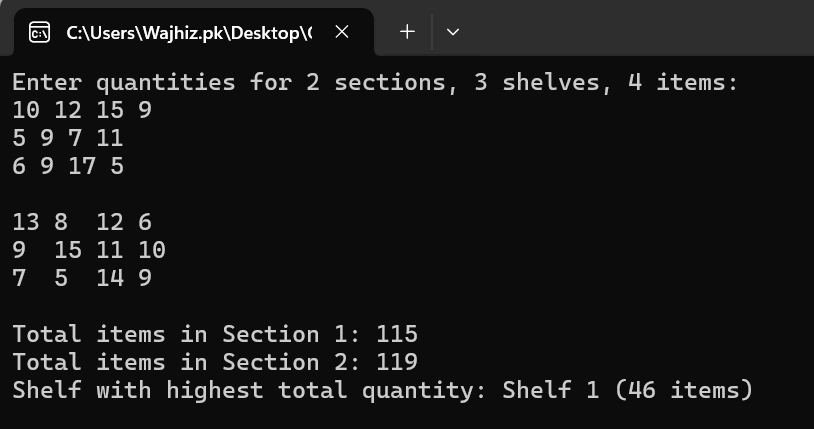 C:\Users\Wajhiz.pk\Desktop\
Enter quantities for 2 sections, 3 shelves, 4 items:
10 12 15 9
5 9 7 11
6 9 17 5
13 8  12 6
9  15 11 10
7  5  14 9
Total items in Section 1: 115
Total items in Section 2: 119
Shelf with highest total quantity: Shelf 1 (46 items)